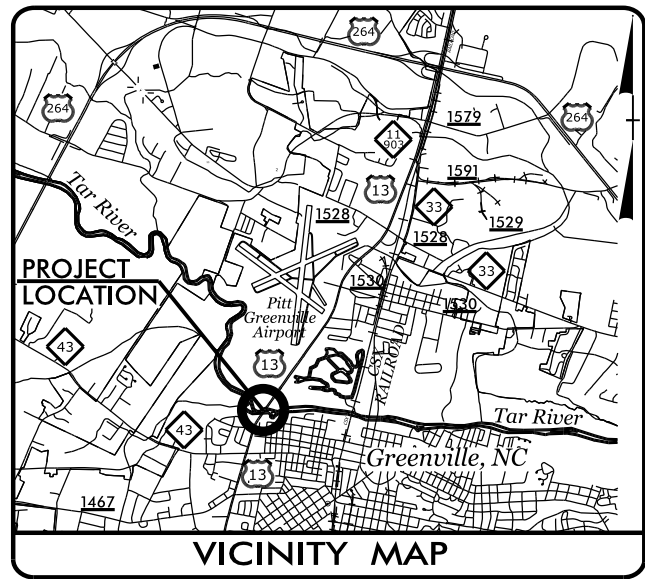 264
264
264
1579
11
903
1591
13
33
1529
1528
1528
Tar River
33
PROJECT
LOCATION
1530
1530
Pitt
Greenville
Airport
43
13
CSX
RAILROAD
Tar River
43
Greenville, NC
13
1467
VICINITY MAP